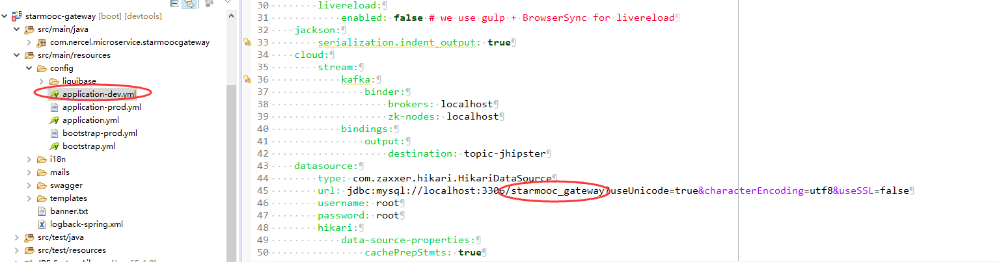 starmooc-gateway [boot] [devtools]
src/main/java
com.nercel.microservice.starmoocgateway
src/main/resources
config
liquibase
application-dev.yml
application-prod.yml
application.yml
bootstrap-prod.yml
bootstrap.yml
i18n
mails
swagger
templates
banner.txt
logback-spring.xml
src/test/java
src/test/resources
30 livereload:
31 enabled: false # we use gulp + BrowserSync for livereload
32 jackson:
33 serialization.indent_output: true
34 cloud:
35 stream:
36 kafka:
37 binder:
38 brokers: localhost
39 zk-nodes: localhost
40 bindings:
41 output:
42 destination: topic-jhipster
43 datasource:
44 type: com.zaxxer.hikari.HikariDataSource
45 url: jdbc:mysql://localhost:3306/starmooc_gateway?useUnicode=true&characterEncoding=utf8&useSSL=false
46 username: root
47 password: root
48 hikari:
49 data-source-properties:
50 cachePrepStmts: true